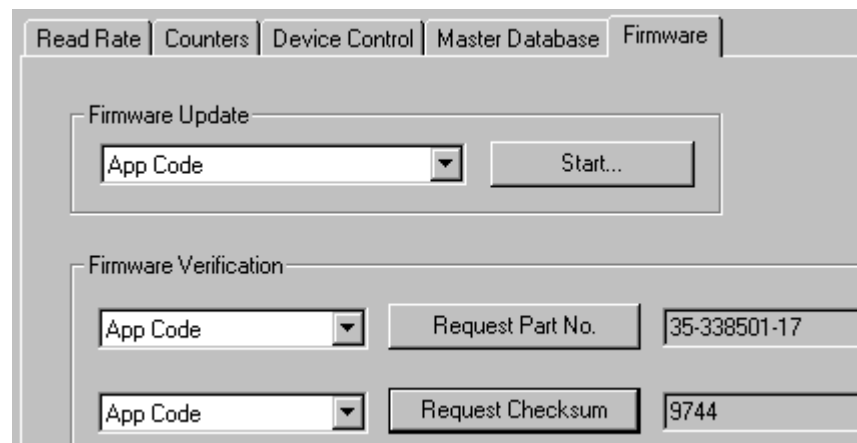 Read Rate Counters Device Control Master Database Firmware
Firmware Update
App Code Start...
Firmware Verification
App Code Request Part No. 35-338501-17
App Code Request Checksum 9744